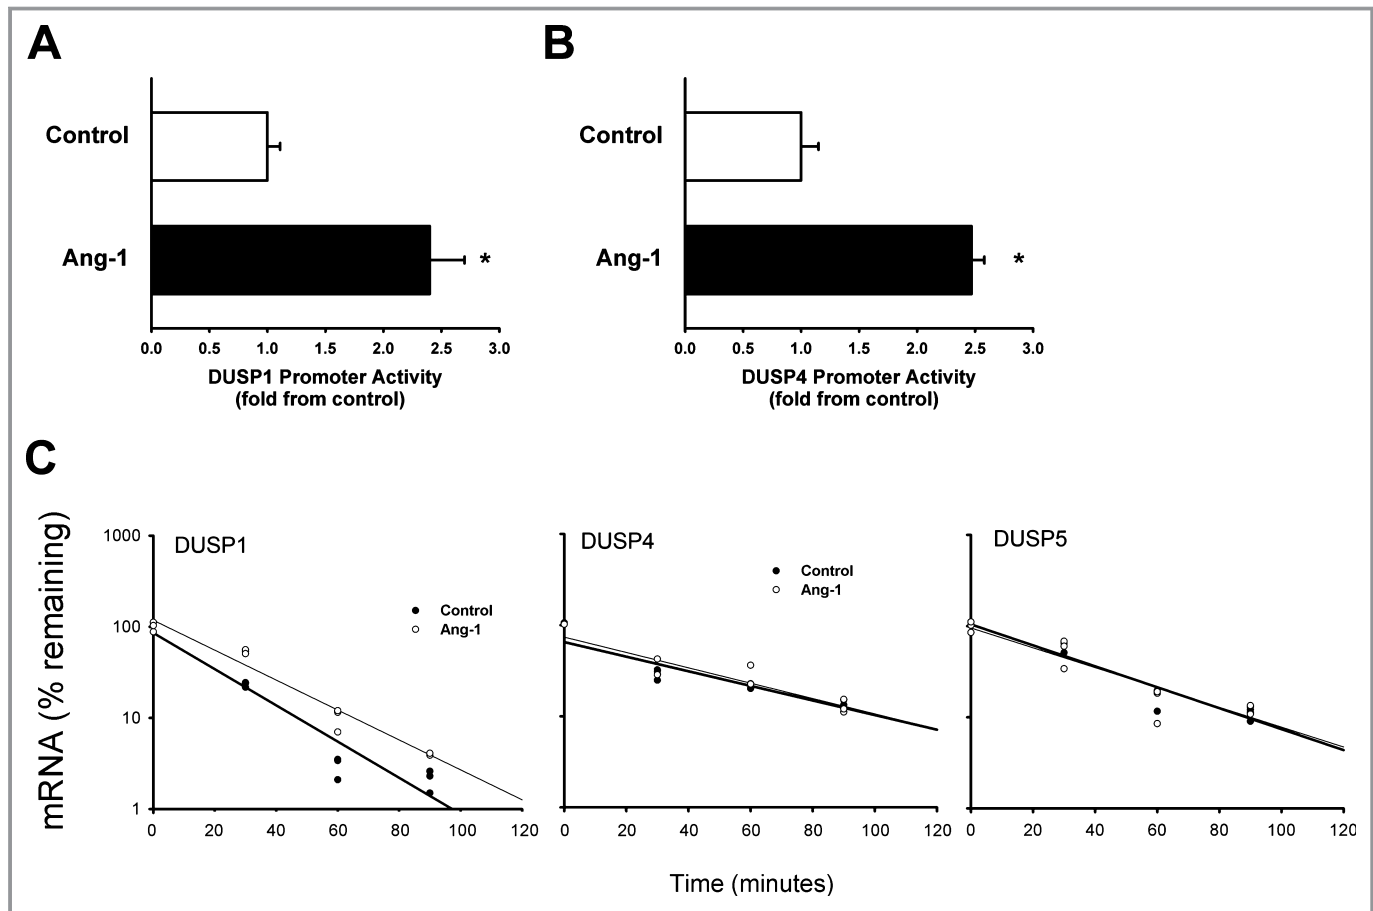 A
B
Control
Control
Ang-1
*
Ang-1
*
0.0 0.5 1.0 1.5 2.0 2.5 3.0
0.0 0.5 1.0 1.5 2.0 2.5 3.0
DUSP1 Promoter Activity
(fold from control)
DUSP4 Promoter Activity
(fold from control)
C
mRNA (% remaining)
1000
100
10
1
DUSP1
Control
Ang-1
0 20 40 60 80 100 120
DUSP4
Control
Ang-1
0 20 40 60 80 100 120
DUSP5
0 20 40 60 80 100 120
Time (minutes)